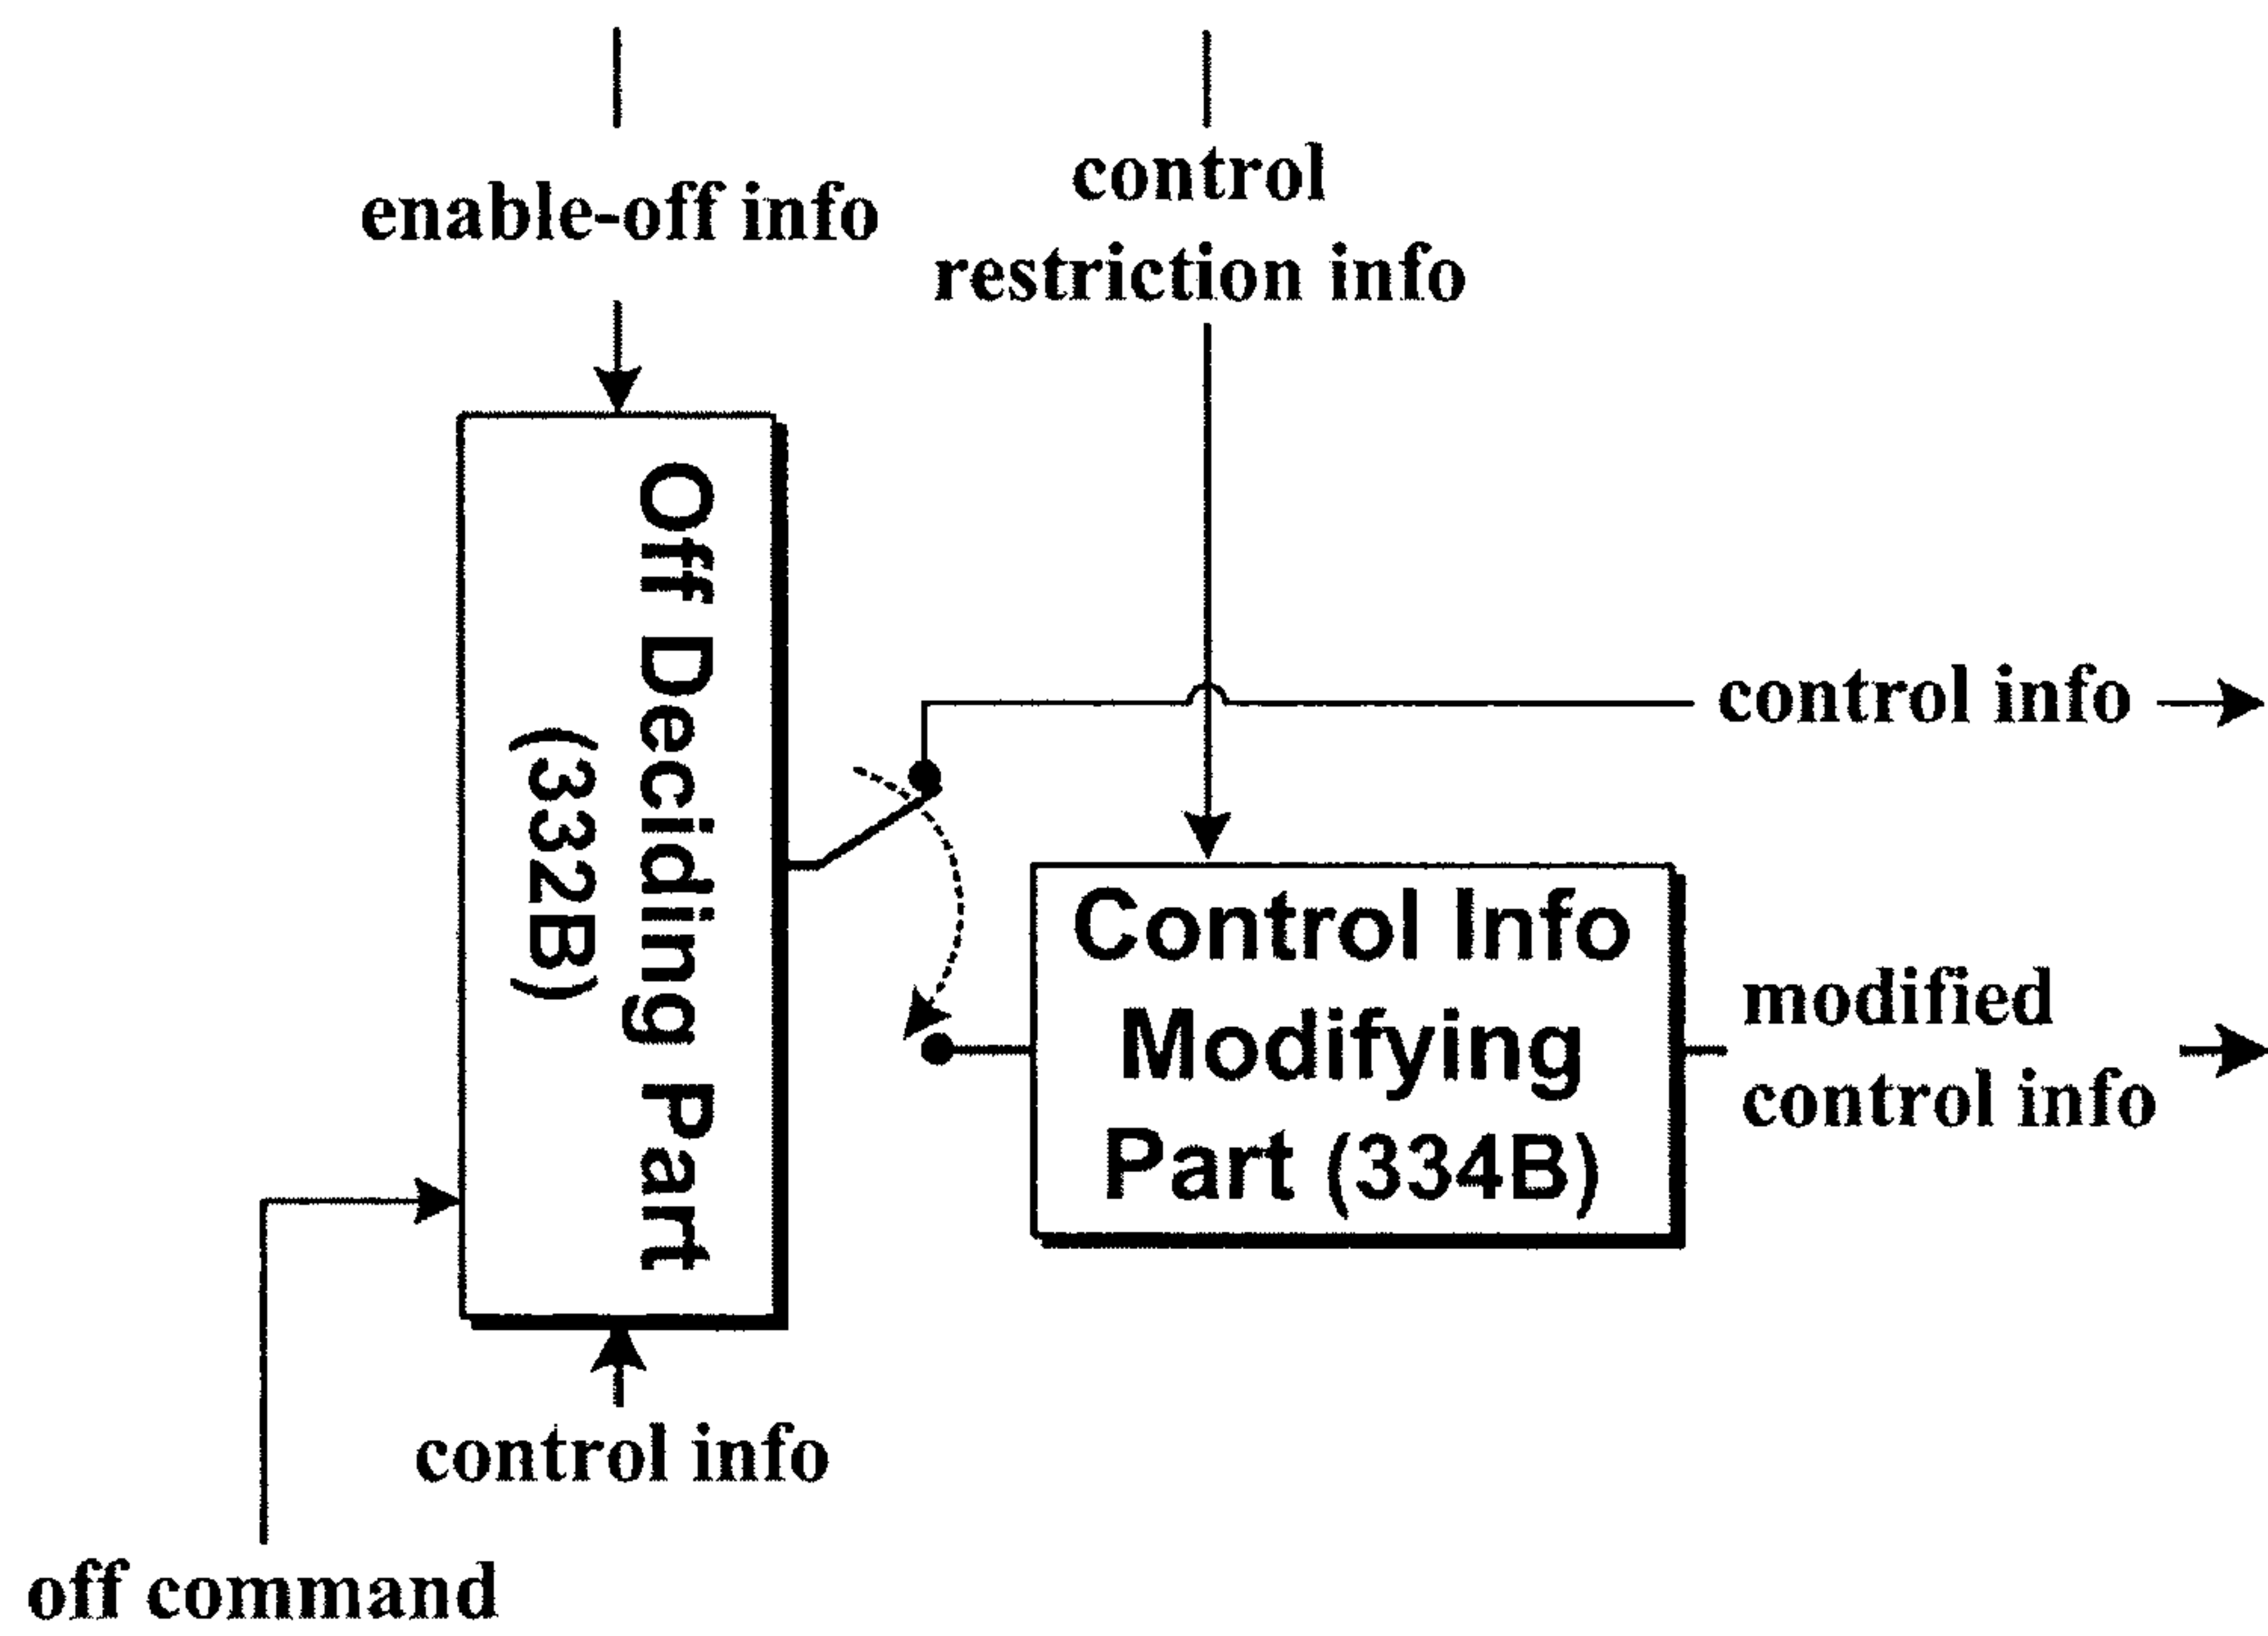 enable-off info
control
restriction info
Off Deciding Part
(332B)
control info
Control Info
Modifying
Part (334B)
modified
control info
control info
off command